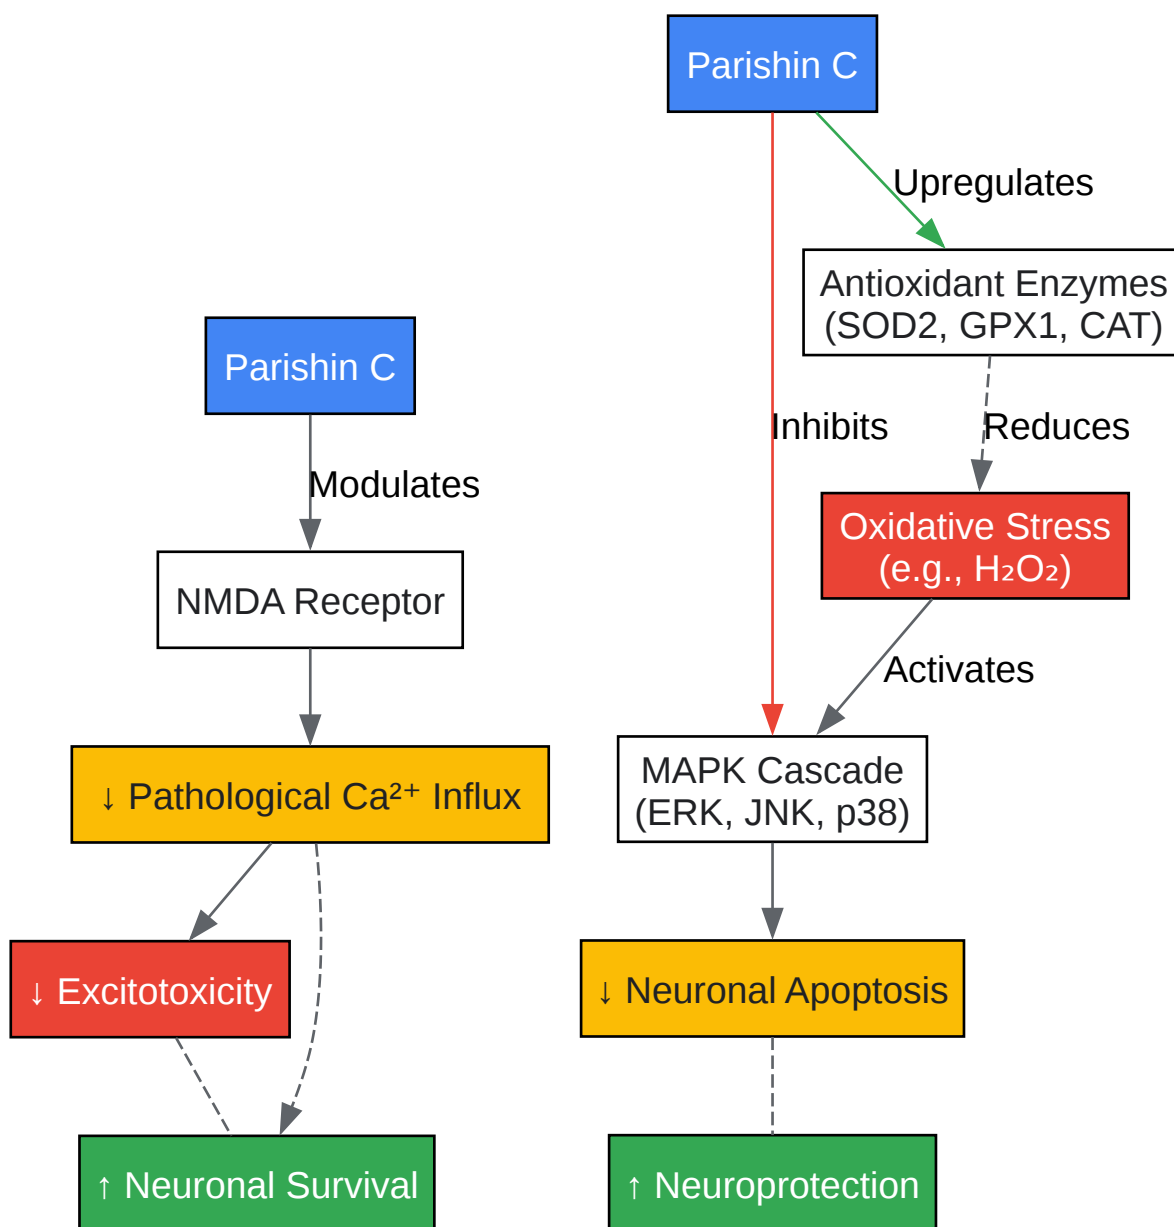 Parishin C
Modulates
NMDA Receptor
↓ Pathological Ca²⁺ Influx
↓ Excitotoxicity
↑ Neuronal Survival
Parishin C
Upregulates
Antioxidant Enzymes
(SOD2, GPX1, CAT)
Inhibits
Reduces
Oxidative Stress
(e.g., H₂O₂)
Activates
MAPK Cascade
(ERK, JNK, p38)
↓ Neuronal Apoptosis
↑ Neuroprotection